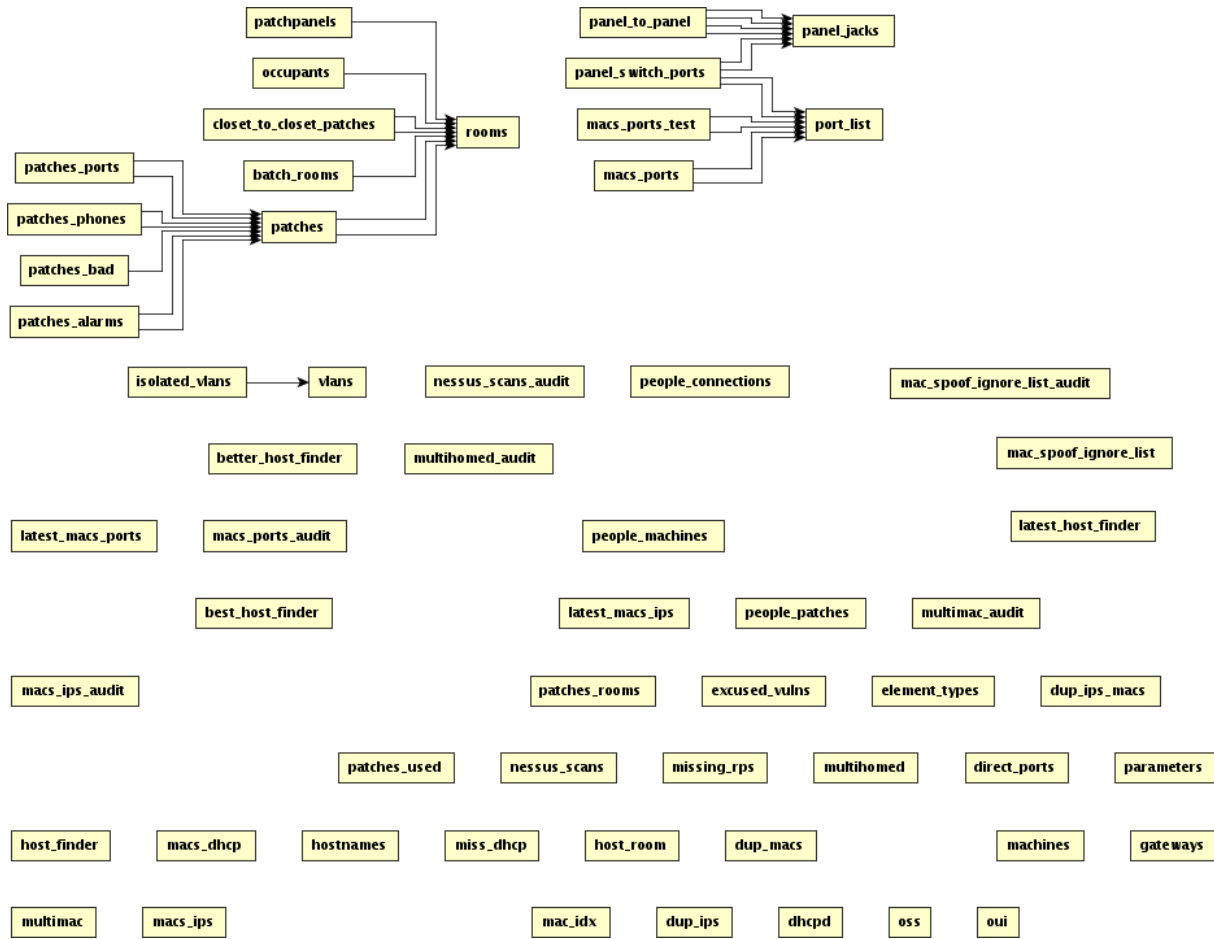 patchpanels
panel_to_panel
panel_jacks
occupants
panel_switch_ports
closet_to_closet_patches
rooms
macs_ports_test
port_list
patches_ports
batch_rooms
macs_ports
patches_phones
patches
patches_bad
patches_alarms
isolated_vlans
vlans
nessus_scans_audit
people_connections
mac_spoof_ignore_list_audit
better_host_finder
multihomed_audit
mac_spoof_ignore_list
latest_macs_ports
macs_ports_audit
people_machines
latest_host_finder
best_host_finder
latest_macs_ips
people_patches
multimac_audit
macs_ips_audit
patches_rooms
excused_vulns
element_types
dup_ips_macs
patches_used
nessus_scans
missing_rps
multihomed
direct_ports
parameters
host_finder
macs_dhcp
hostnames
miss_dhcp
host_room
dup_macs
machines
gateways
multimac
macs_ips
mac_idx
dup_ips
dhcpd
oss
oui